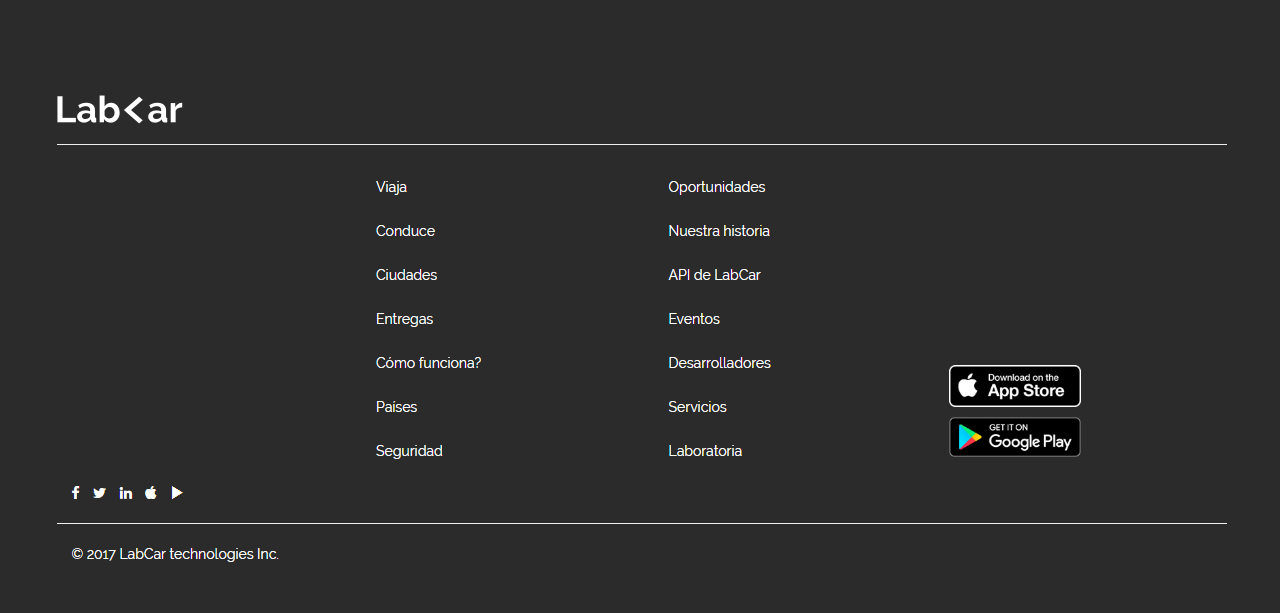 Lab<ar
Viaja
Conduce
Ciudades
Entregas
Cómo funciona?
Países
Seguridad
Oportunidades
Nuestra historia
API de LabCar
Eventos
Desarrolladores
Servicios
Laboratoria
Download on the
App Store
GET IT ON
Google Play
© 2017 LabCar technologies Inc.